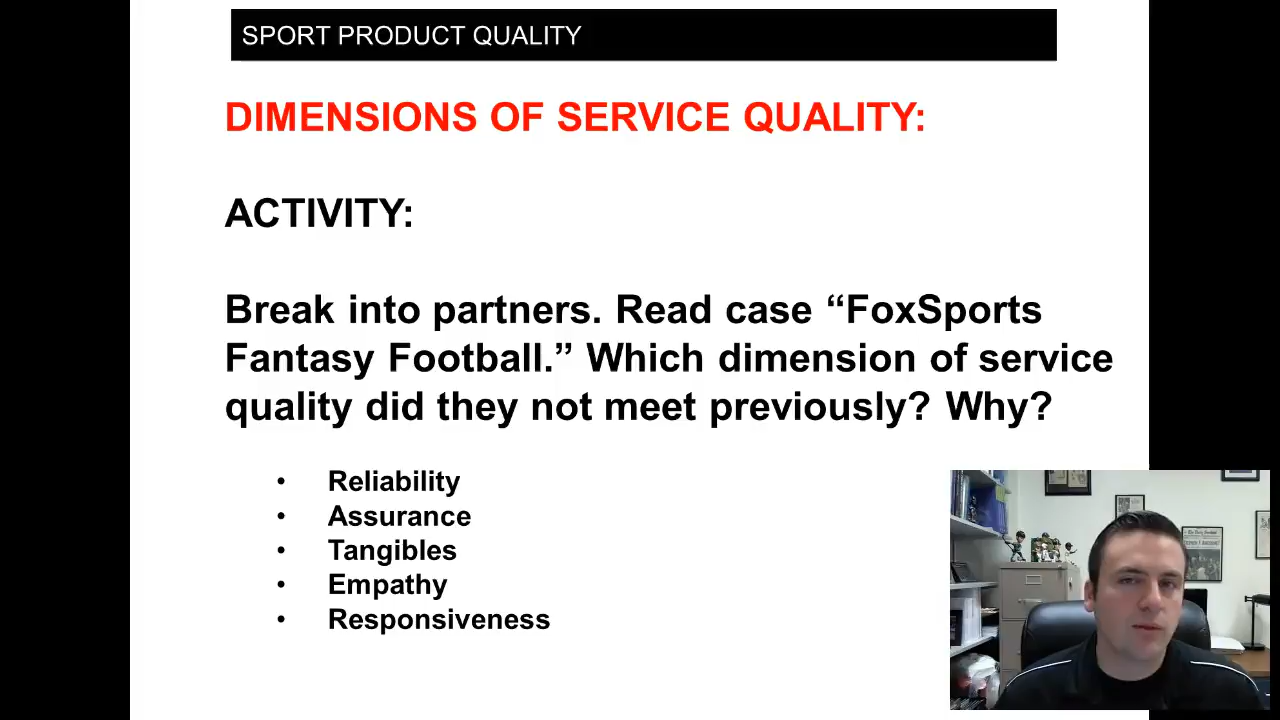 SPORT PRODUCT QUALITY
DIMENSIONS OF SERVICE QUALITY:
ACTIVITY:
Break into partners. Read case “FoxSports
Fantasy Football.” Which dimension of service
quality did they not meet previously? Why?
• Reliability
• Assurance
• Tangibles
• Empathy
• Responsiveness